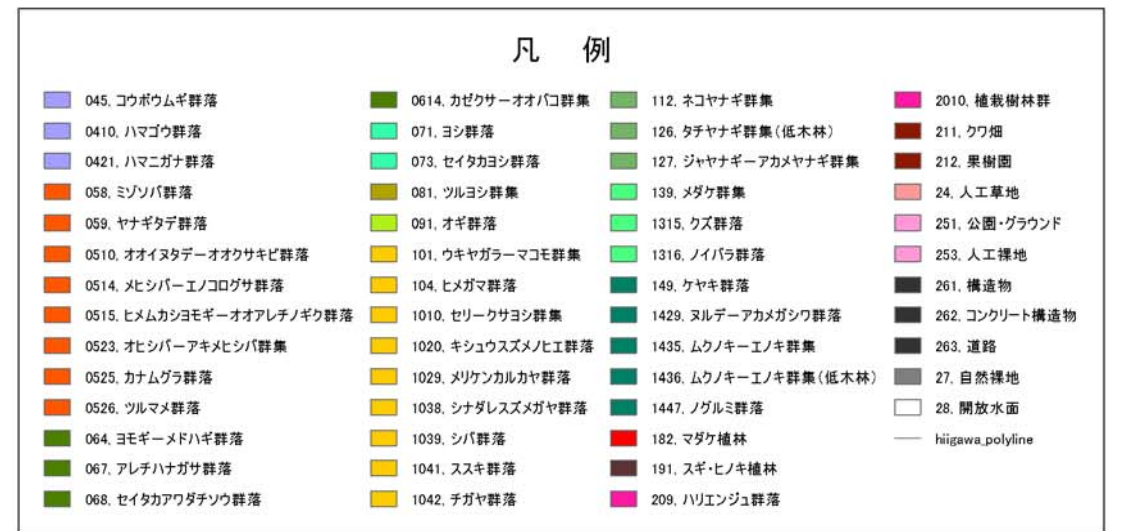 凡 例
045, コウボウムギ群落
0410, ハマゴウ群落
0421, ハマニガナ群落
058, ミゾソバ群落
059, ヤナギタデ群落
0510, オオイヌタデーオオクサキビ群落
0514, メヒシバーエノコログサ群落
0515, ヒメムカシヨモギーオオアレチノギク群落
0523, オヒシバーアキメヒシバ群集
0525, カナムグラ群落
0526, ツルマメ群落
064, ヨモギーメドハギ群落
067, アレチハナガサ群落
068, セイタカアワダチソウ群落
0614, カゼクサーオオバコ群集
071, ヨシ群落
073, セイタカヨシ群落
081, ツルヨシ群集
091, オギ群落
101, ウキヤガラーマコモ群集
104, ヒメガマ群落
1010, セリークサヨシ群集
1020, キシュウスズメノヒエ群落
1029, メリケンカルカヤ群落
1038, シナダレスズメガヤ群落
1039, シバ群落
1041, ススキ群落
1042, チガヤ群落
112, ネコヤナギ群集
126, タチヤナギ群集(低木林)
127, ジャヤナギーアカメヤナギ群集
139, メダケ群集
1315, クズ群落
1316, ノイバラ群落
149, ケヤキ群落
1429, ヌルデーアカメガシワ群落
1435, ムクノキーエノキ群集
1436, ムクノキーエノキ群集(低木林)
1447, ノグルミ群落
182, マダケ植林
191, スギ・ヒノキ植林
209, ハリエンジュ群落
2010, 植栽樹林群
211, クワ畑
212, 果樹園
24, 人工草地
251, 公園・グラウンド
253, 人工裸地
261, 構造物
262, コンクリート構造物
263, 道路
27, 自然裸地
28, 開放水面
hiigawa_polyline